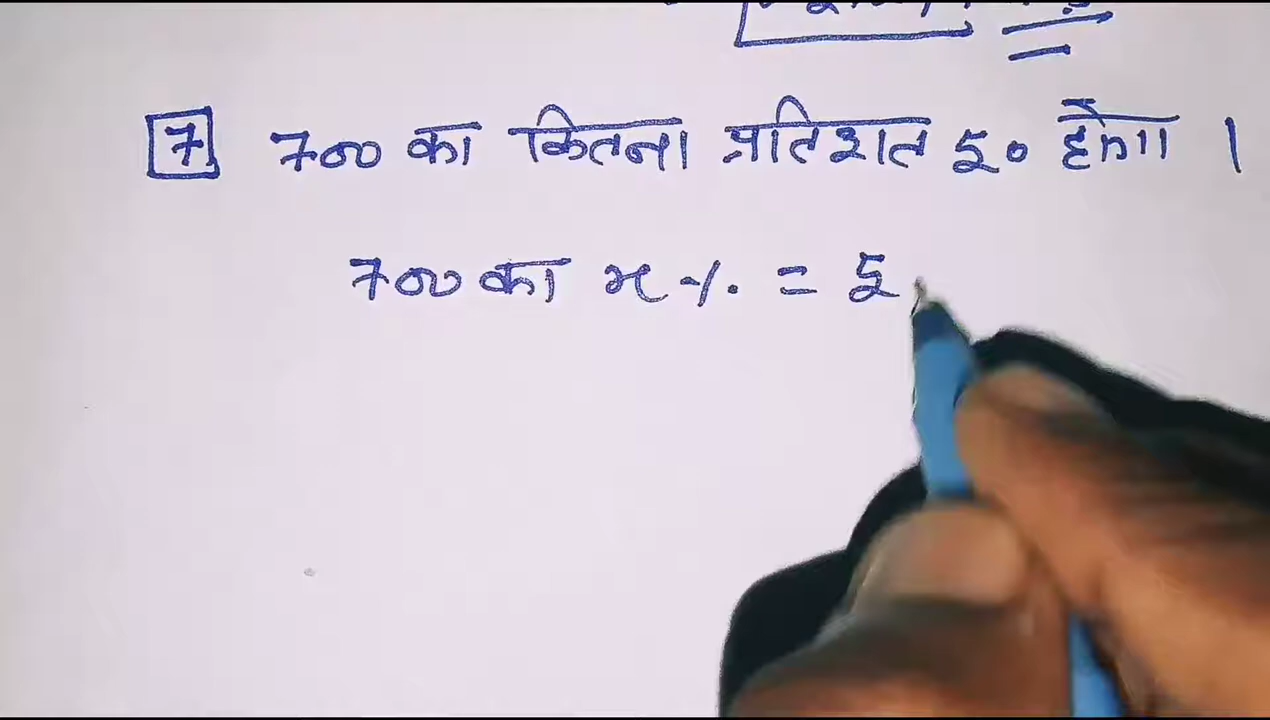 7 700 का कितना प्रतिशत 50 होगा ।
700 का x % = 5